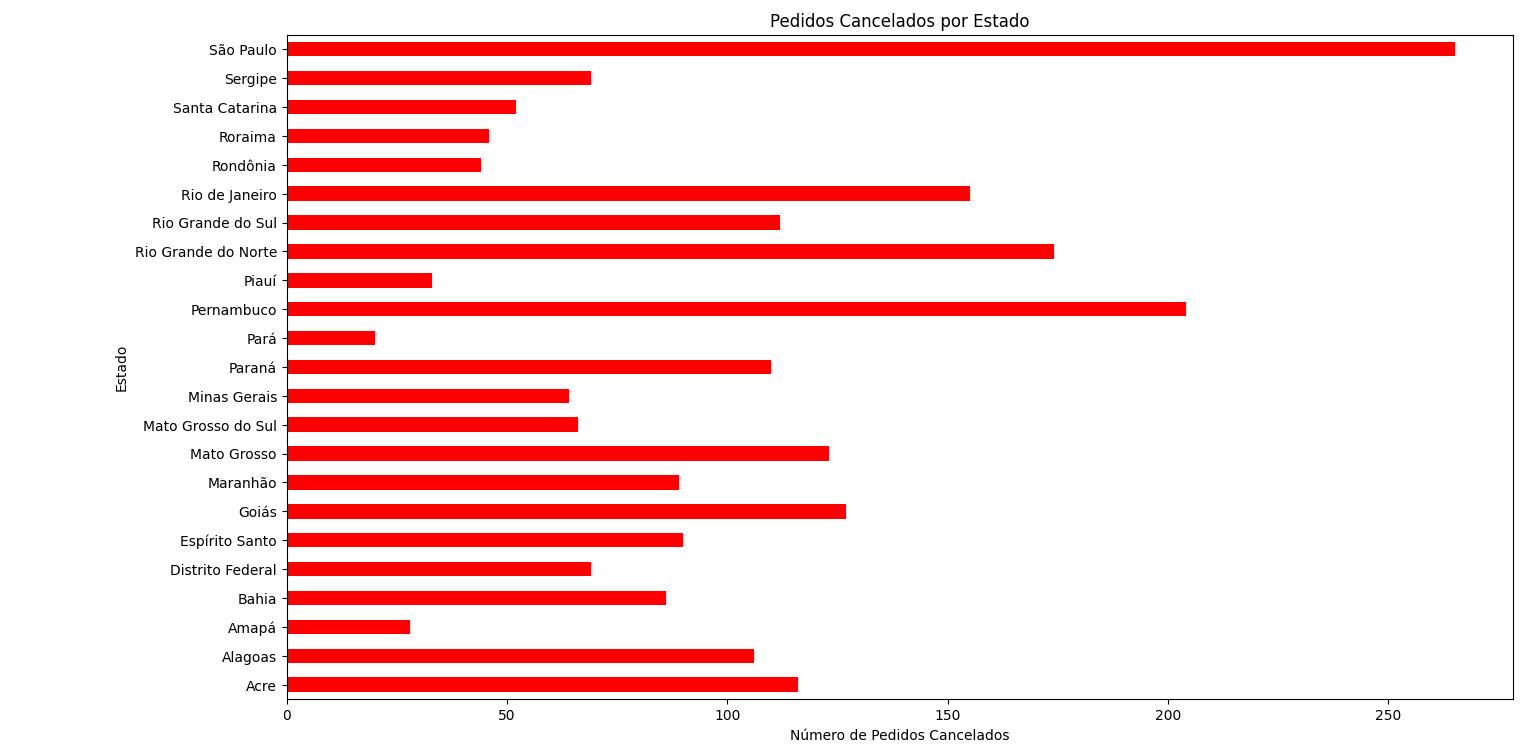 Pedidos Cancelados por Estado
São Paulo
Sergipe
Santa Catarina
Roraima
Rondônia
Rio de Janeiro
Rio Grande do Sul
Rio Grande do Norte
Piauí
Pernambuco
Pará
Paraná
Minas Gerais
Mato Grosso do Sul
Mato Grosso
Maranhão
Goiás
Espírito Santo
Distrito Federal
Bahia
Amapá
Alagoas
Acre
Estado
0 50 100 150 200 250
Número de Pedidos Cancelados